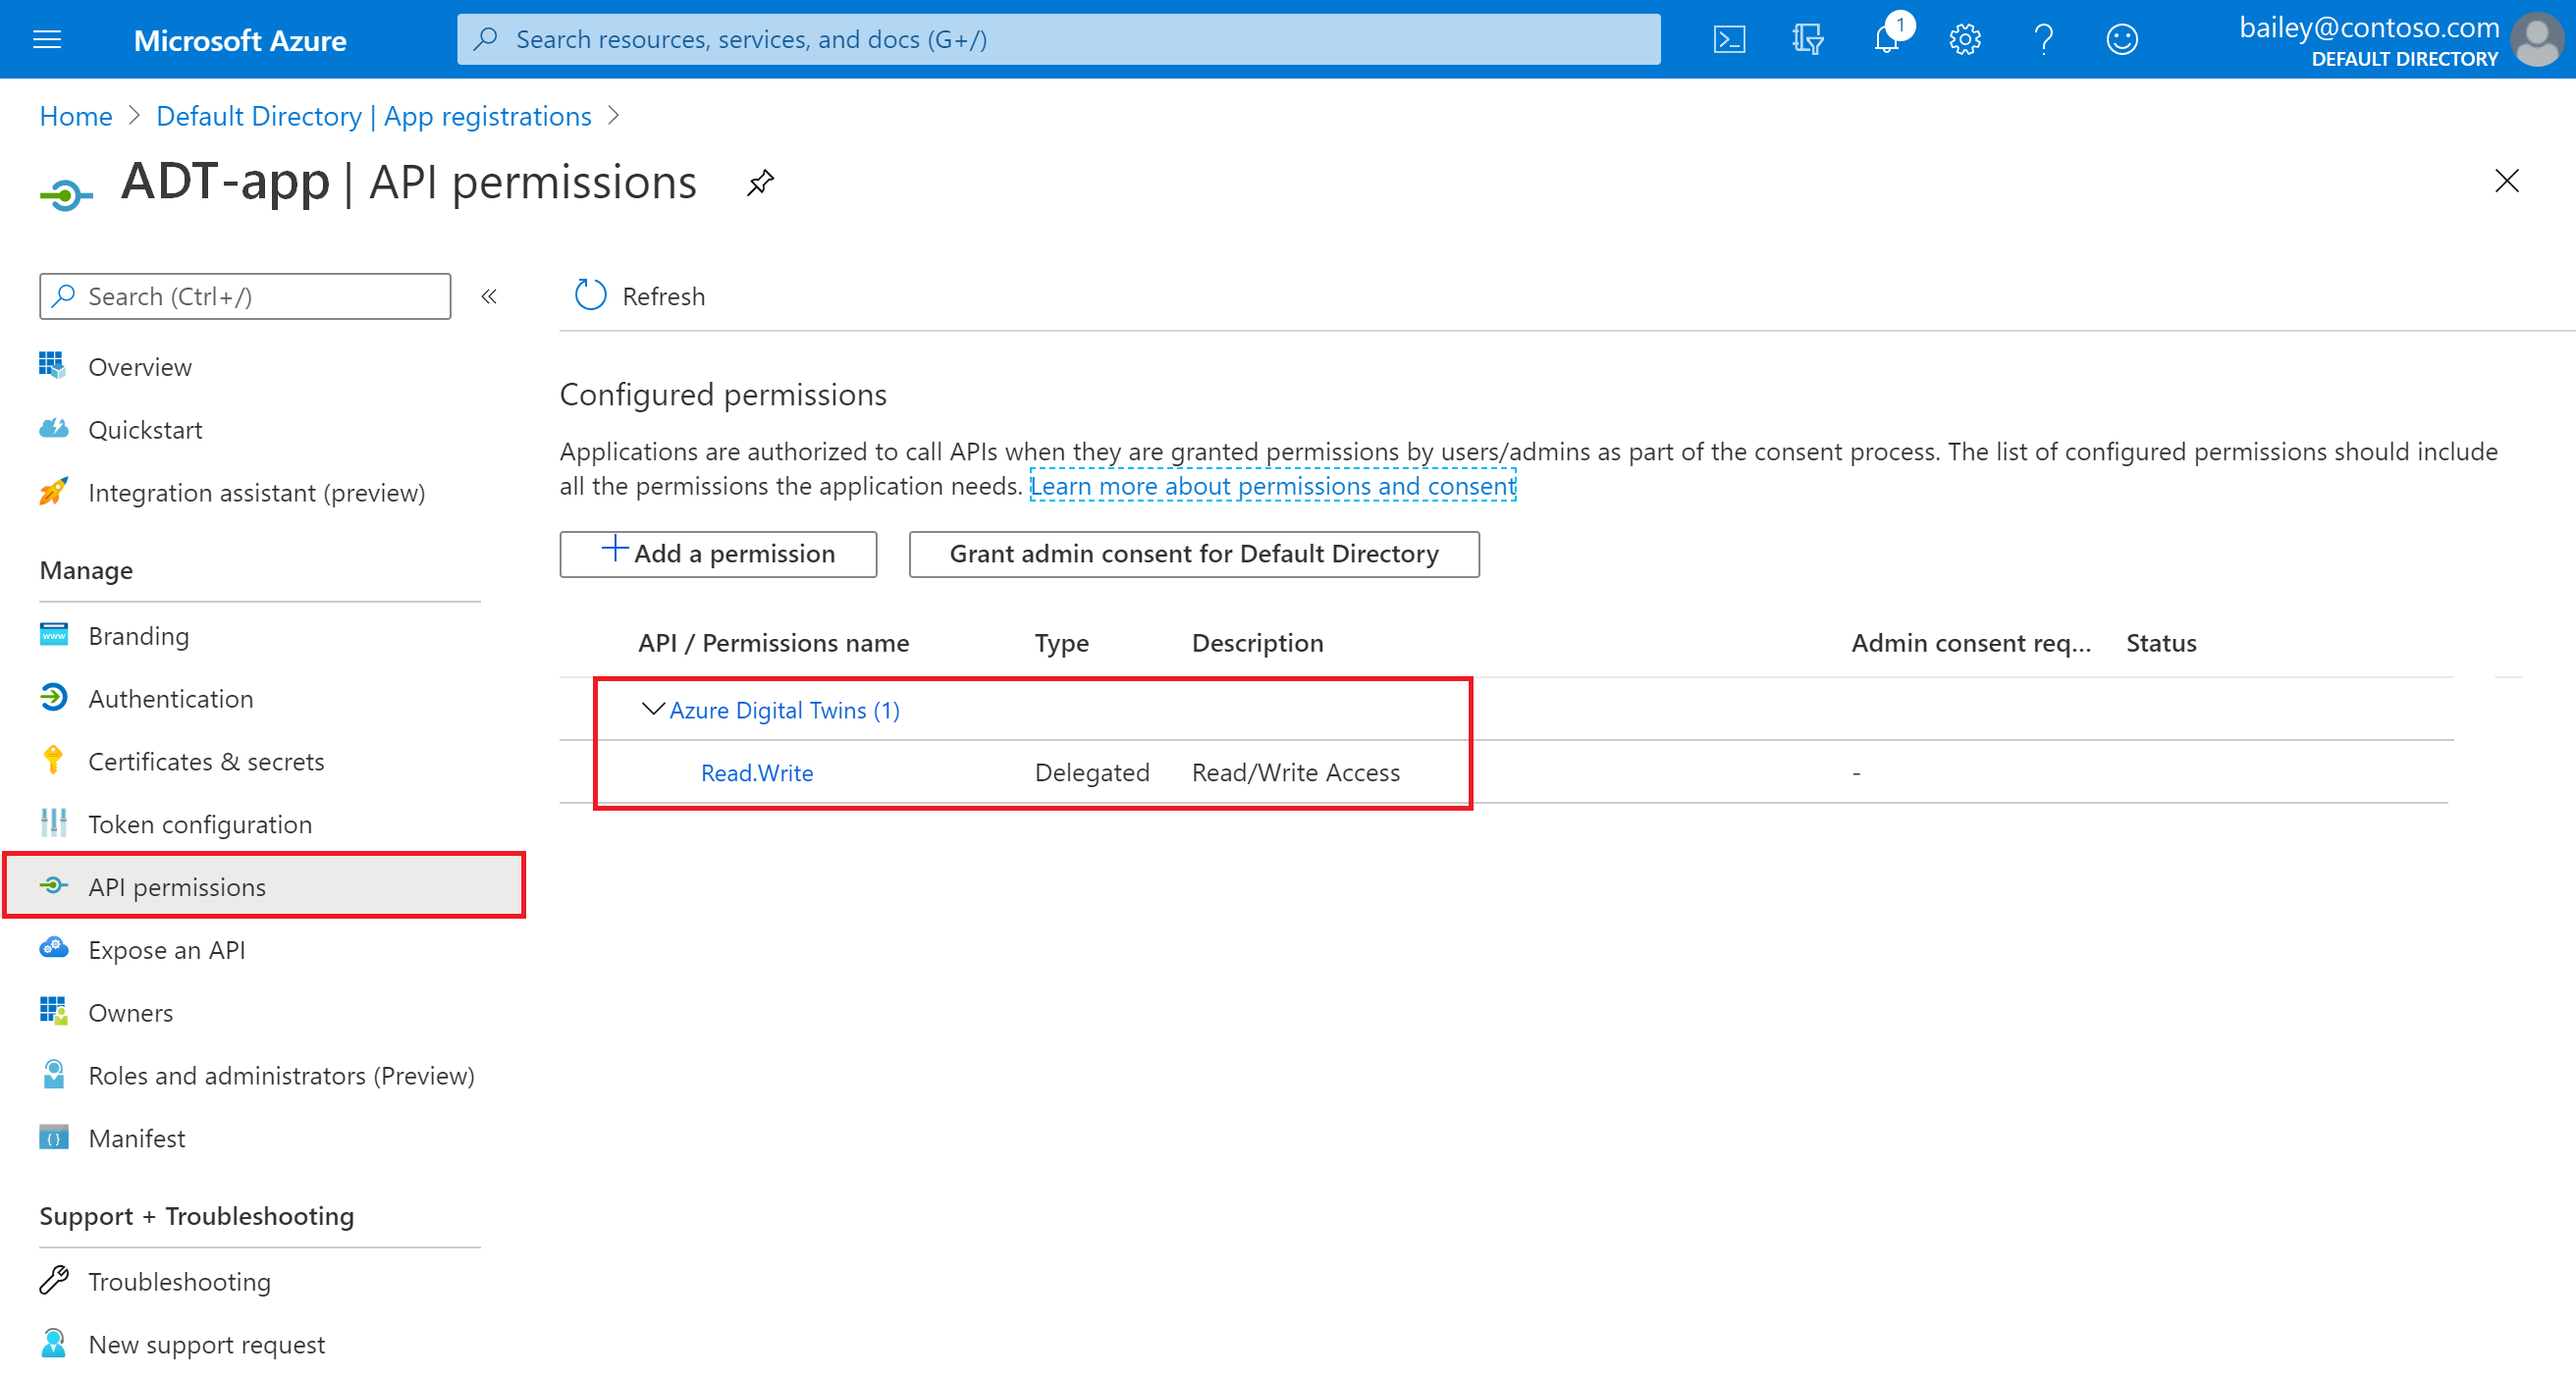 Microsoft Azure
Search resources, services, and docs (G+/)
1
bailey@contoso.com
DEFAULT DIRECTORY
Home > Default Directory | App registrations >
ADT-app | API permissions
Search (Ctrl+/)
«
Overview
Quickstart
Integration assistant (preview)
Manage
Branding
Authentication
Certificates & secrets
Token configuration
API permissions
Expose an API
Owners
Roles and administrators (Preview)
Manifest
Support + Troubleshooting
Troubleshooting
New support request
Refresh
Configured permissions
Applications are authorized to call APIs when they are granted permissions by users/admins as part of the consent process. The list of configured permissions should include
all the permissions the application needs. Learn more about permissions and consent
Add a permission
Grant admin consent for Default Directory
API / Permissions name Type Description Admin consent req... Status
Azure Digital Twins (1)
Read.Write Delegated Read/Write Access -